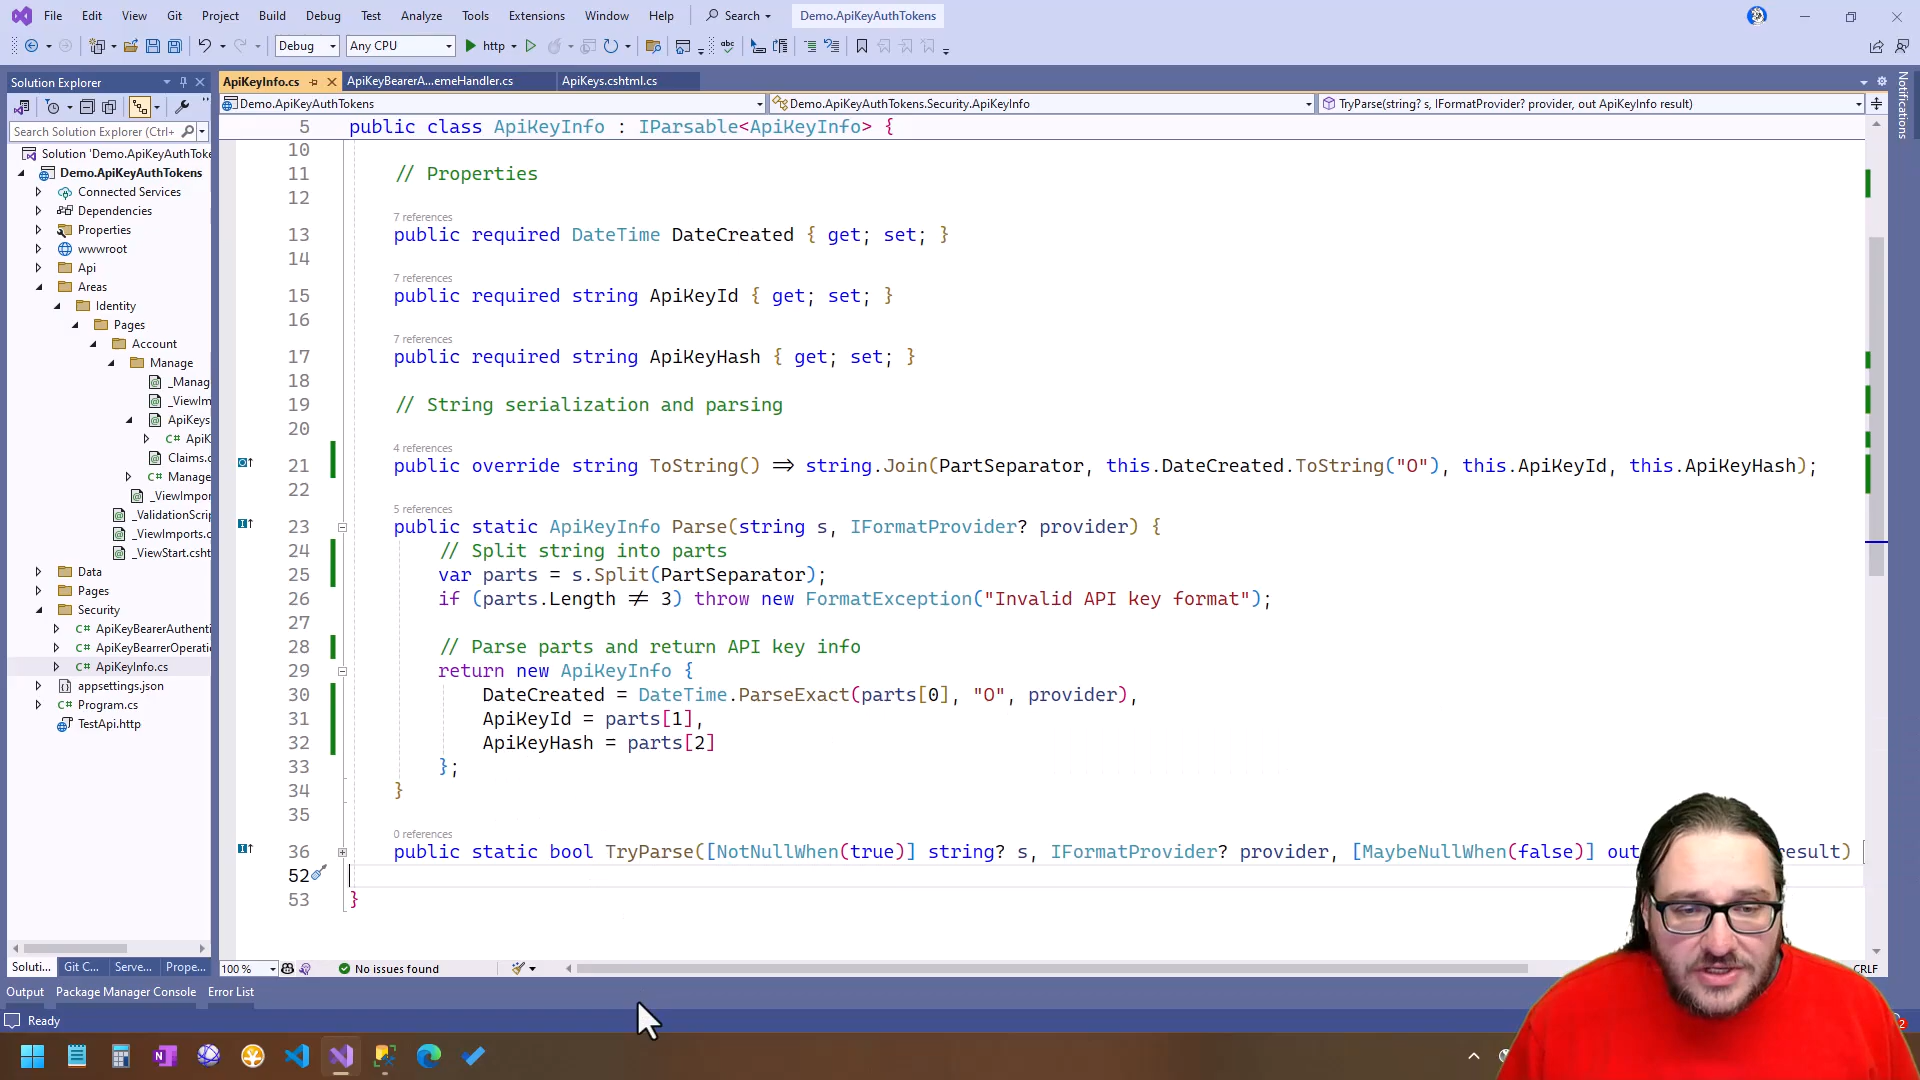 File Edit View Git Project Build Debug Test Analyze Tools Extensions Window Help Search Demo.ApiKeyAuthTokens
Debug Any CPU http
Solution Explorer
Search Solution Explorer (Ctrl+
Solution 'Demo.ApiKeyAuthToke
Demo.ApiKeyAuthTokens
Connected Services
Dependencies
Properties
wwwroot
Api
Areas
Identity
Pages
Account
Manage
_Manag
_ViewIm
ApiKeys
C# ApiK
Claims.c
C# Manage
_ViewImpor
_ValidationScrip
_ViewImports.c
_ViewStart.csht
Data
Pages
Security
C# ApiKeyBearerAuthenti
C# ApiKeyBearrerOperatio
C# ApiKeyInfo.cs
appsettings.json
C# Program.cs
TestApi.http
Soluti... Git C... Serve... Prope...
ApiKeyInfo.cs ApiKeyBearerA...emeHandler.cs ApiKeys.cshtml.cs
Demo.ApiKeyAuthTokens Demo.ApiKeyAuthTokens.Security.ApiKeyInfo TryParse(string? s, IFormatProvider? provider, out ApiKeyInfo result)
5 public class ApiKeyInfo : IParsable<ApiKeyInfo> {
10
11 // Properties
12
7 references
13 public required DateTime DateCreated { get; set; }
14
7 references
15 public required string ApiKeyId { get; set; }
16
7 references
17 public required string ApiKeyHash { get; set; }
18
19 // String serialization and parsing
20
4 references
21 public override string ToString() => string.Join(PartSeparator, this.DateCreated.ToString("O"), this.ApiKeyId, this.ApiKeyHash);
22
5 references
23 public static ApiKeyInfo Parse(string s, IFormatProvider? provider) {
24 // Split string into parts
25 var parts = s.Split(PartSeparator);
26 if (parts.Length != 3) throw new FormatException("Invalid API key format");
27
28 // Parse parts and return API key info
29 return new ApiKeyInfo {
30 DateCreated = DateTime.ParseExact(parts[0], "O", provider),
31 ApiKeyId = parts[1],
32 ApiKeyHash = parts[2]
33 };
34 }
35
0 references
36 public static bool TryParse([NotNullWhen(true)] string? s, IFormatProvider? provider, [MaybeNullWhen(false)] out result)
52
53 }
100 % No issues found CRLF
Output Package Manager Console Error List
Ready 2
Notifications